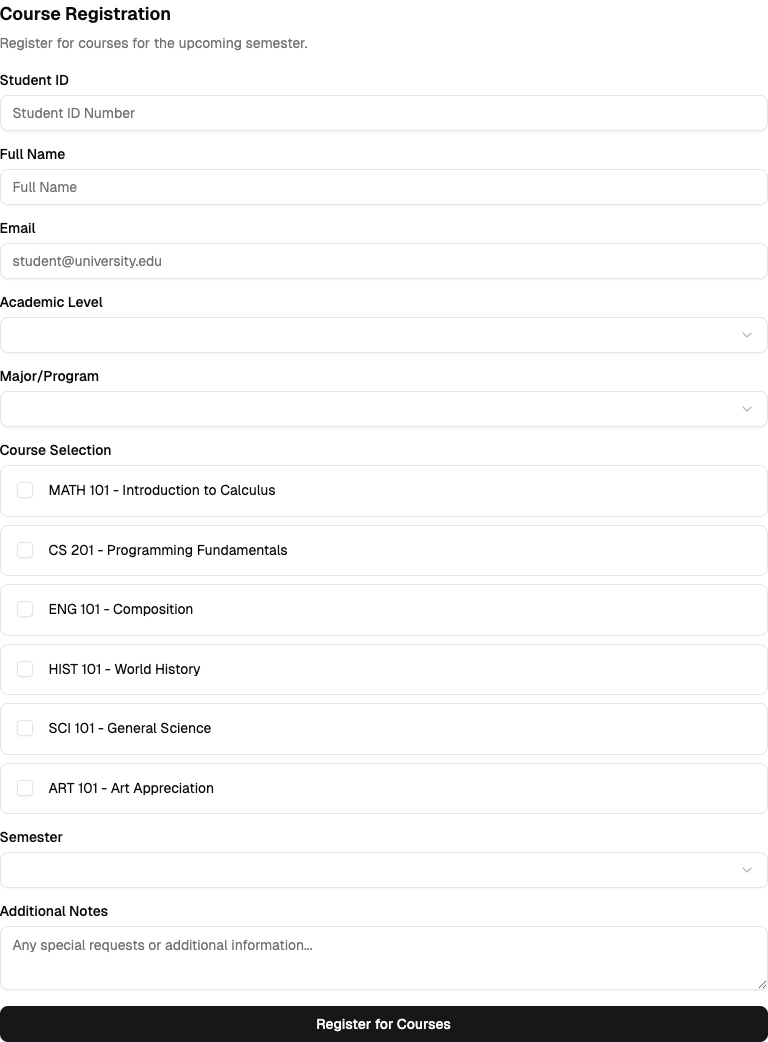 Course Registration
Register for courses for the upcoming semester.
Student ID
Student ID Number
Full Name
Full Name
Email
student@university.edu
Academic Level
Major/Program
Course Selection
MATH 101 - Introduction to Calculus
CS 201 - Programming Fundamentals
ENG 101 - Composition
HIST 101 - World History
SCI 101 - General Science
ART 101 - Art Appreciation
Semester
Additional Notes
Any special requests or additional information...
Register for Courses